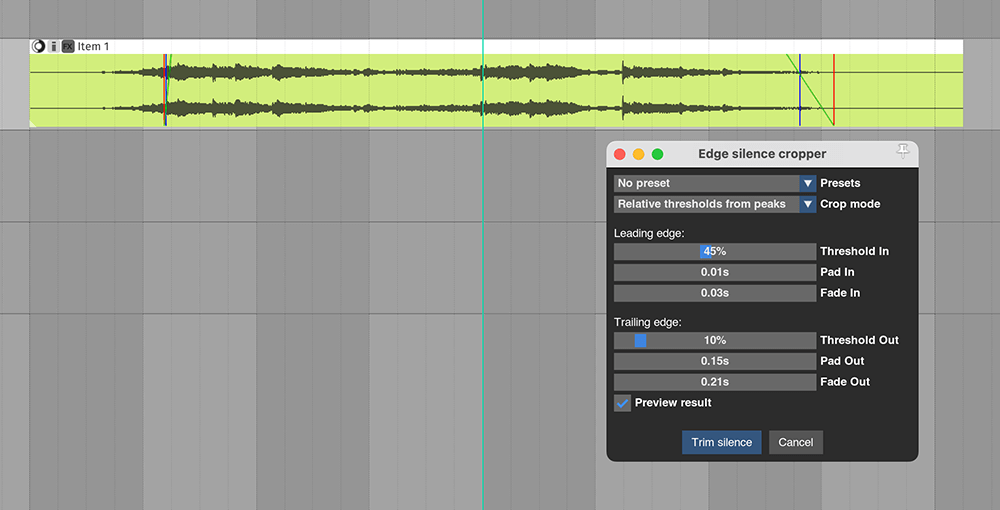 FX Item 1
Edge silence cropper
No preset Presets
Relative thresholds from peaks Crop mode
Leading edge:
45% Threshold In
0.01s Pad In
0.03s Fade In
Trailing edge:
10% Threshold Out
0.15s Pad Out
0.21s Fade Out
Preview result
Trim silence Cancel